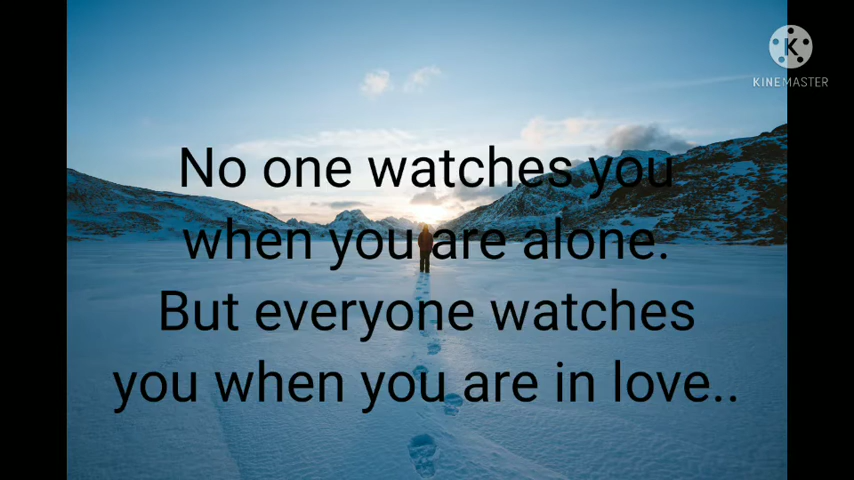 K
KINEMASTER
No one watches you
when you are alone.
But everyone watches
you when you are in love..